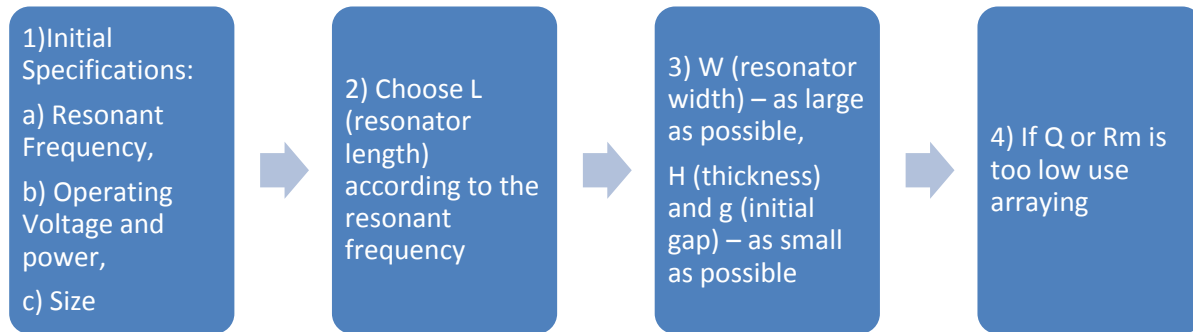 1)Initial
Specifications:
a) Resonant
Frequency,
b) Operating
Voltage and
power,
c) Size
2) Choose L
(resonator
length)
according to the
resonant
frequency
3) W (resonator
width) – as large
as possible,
H (thickness)
and g (initial
gap) – as small
as possible
4) If Q or Rm is
too low use
arraying